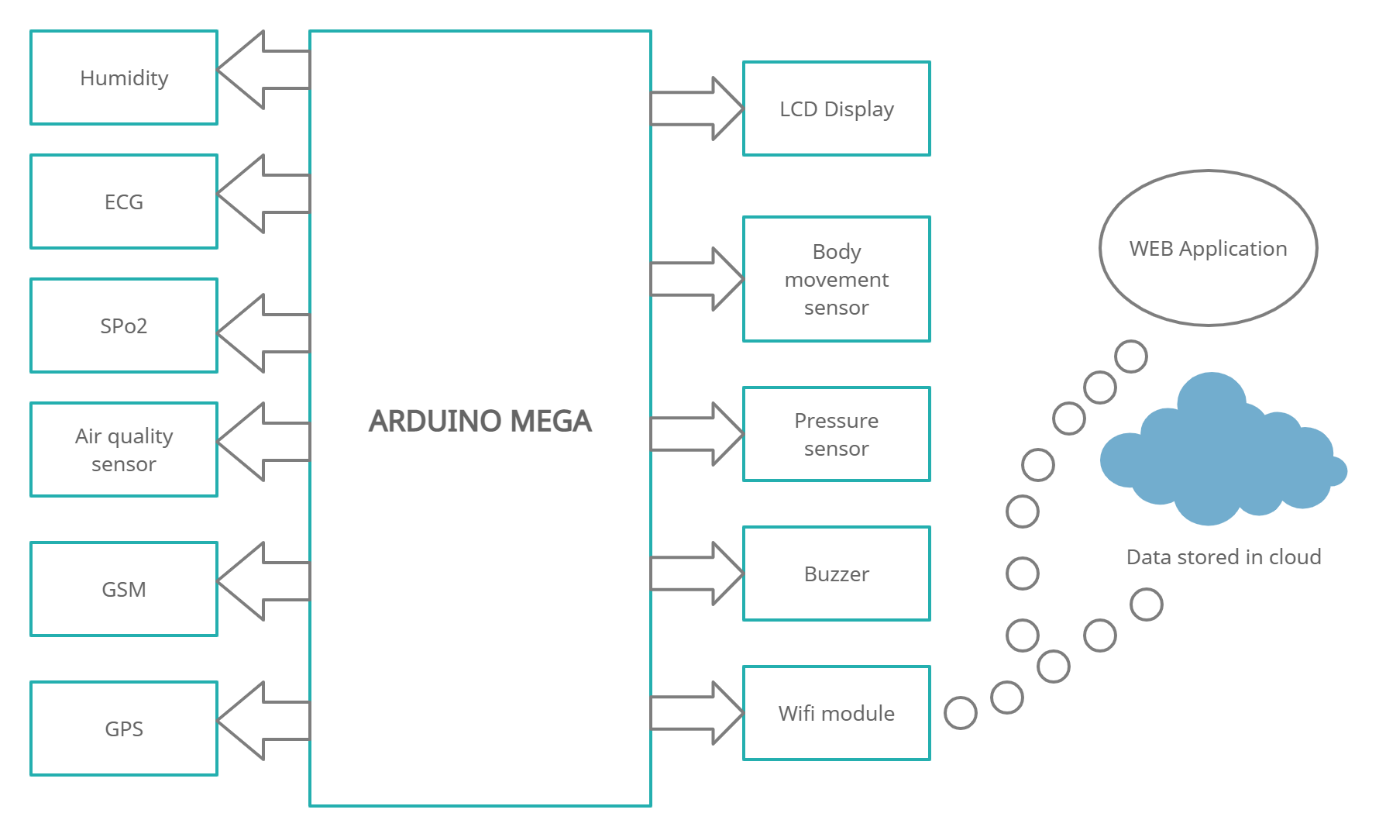 Humidity
ECG
SPo2
Air quality
sensor
GSM
GPS
ARDUINO MEGA
LCD Display
Body
movement
sensor
Pressure
sensor
Buzzer
Wifi module
WEB Application
Data stored in cloud